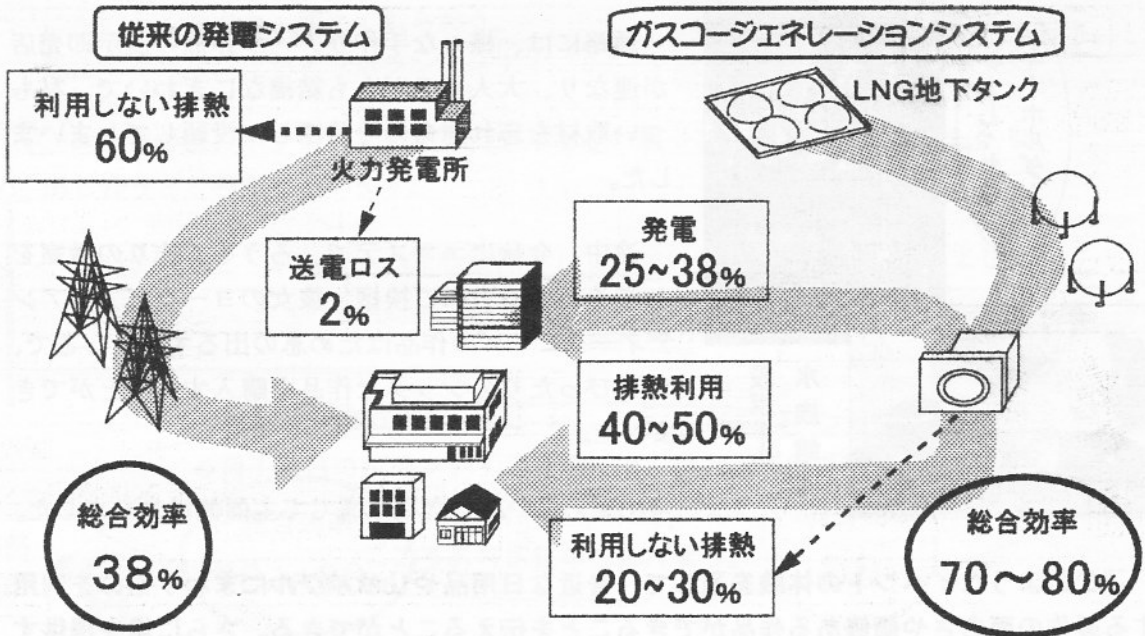 従来の発電システム
利用しない排熱
60%
火力発電所
送電ロス
2%
総合効率
38%
ガスコージェネレーションシステム
LNG地下タンク
発電
25~38%
排熱利用
40~50%
利用しない排熱
20~30%
総合効率
70〜80%